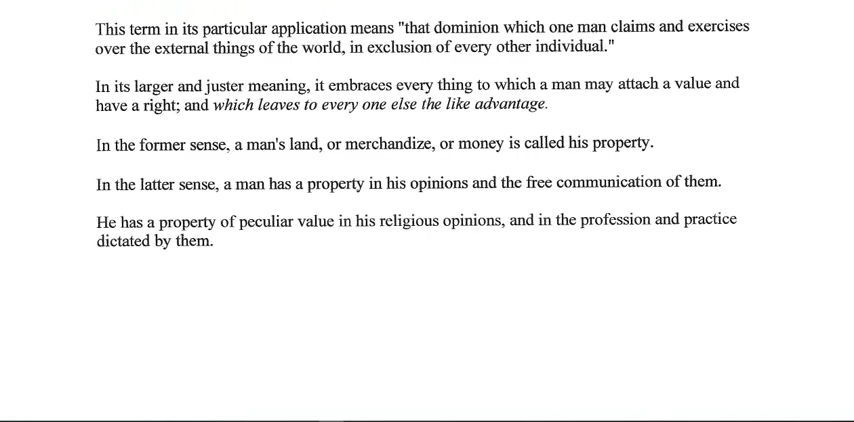 This term in its particular application means "that dominion which one man claims and exercises
over the external things of the world, in exclusion of every other individual."
In its larger and juster meaning, it embraces every thing to which a man may attach a value and
have a right; and which leaves to every one else the like advantage.
In the former sense, a man's land, or merchandize, or money is called his property.
In the latter sense, a man has a property in his opinions and the free communication of them.
He has a property of peculiar value in his religious opinions, and in the profession and practice
dictated by them.